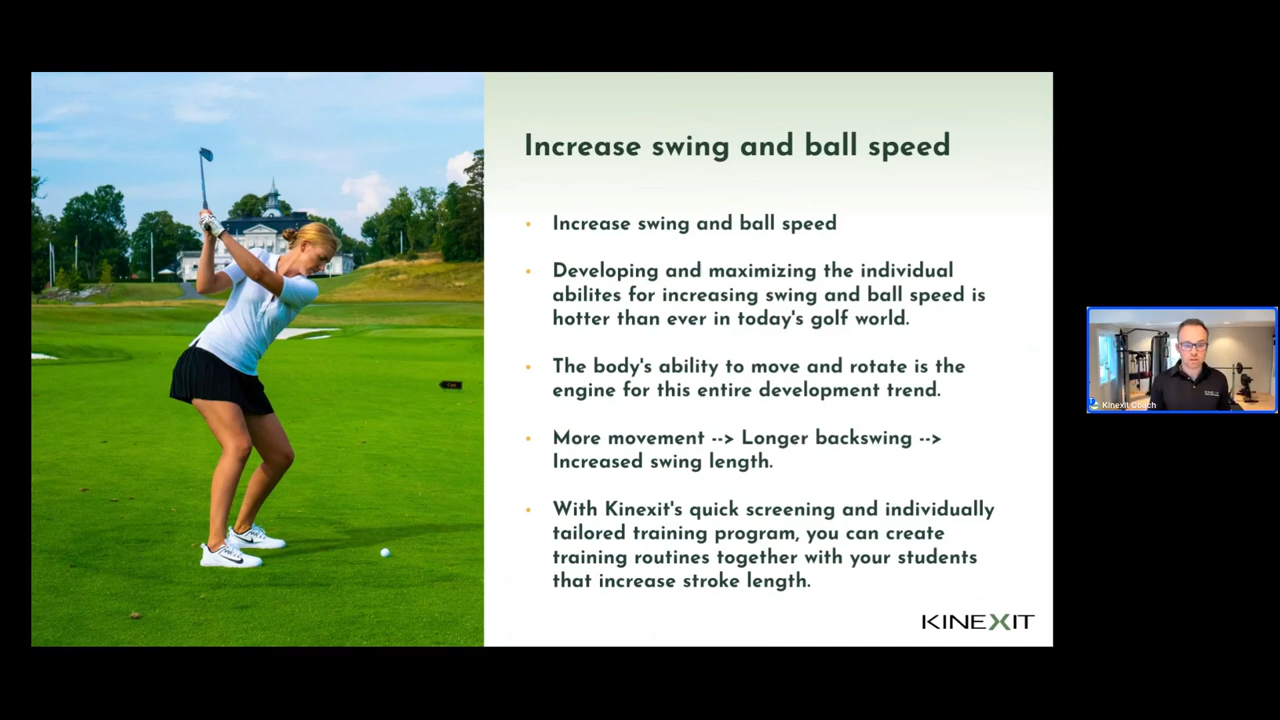 Increase swing and ball speed
• Increase swing and ball speed
• Developing and maximizing the individual
abilites for increasing swing and ball speed is
hotter than ever in today's golf world.
• The body's ability to move and rotate is the
engine for this entire development trend.
• More movement --> Longer backswing -->
Increased swing length.
• With Kinexit's quick screening and individually
tailored training program, you can create
training routines together with your students
that increase stroke length.
KINEXIT
Kinexit Coach